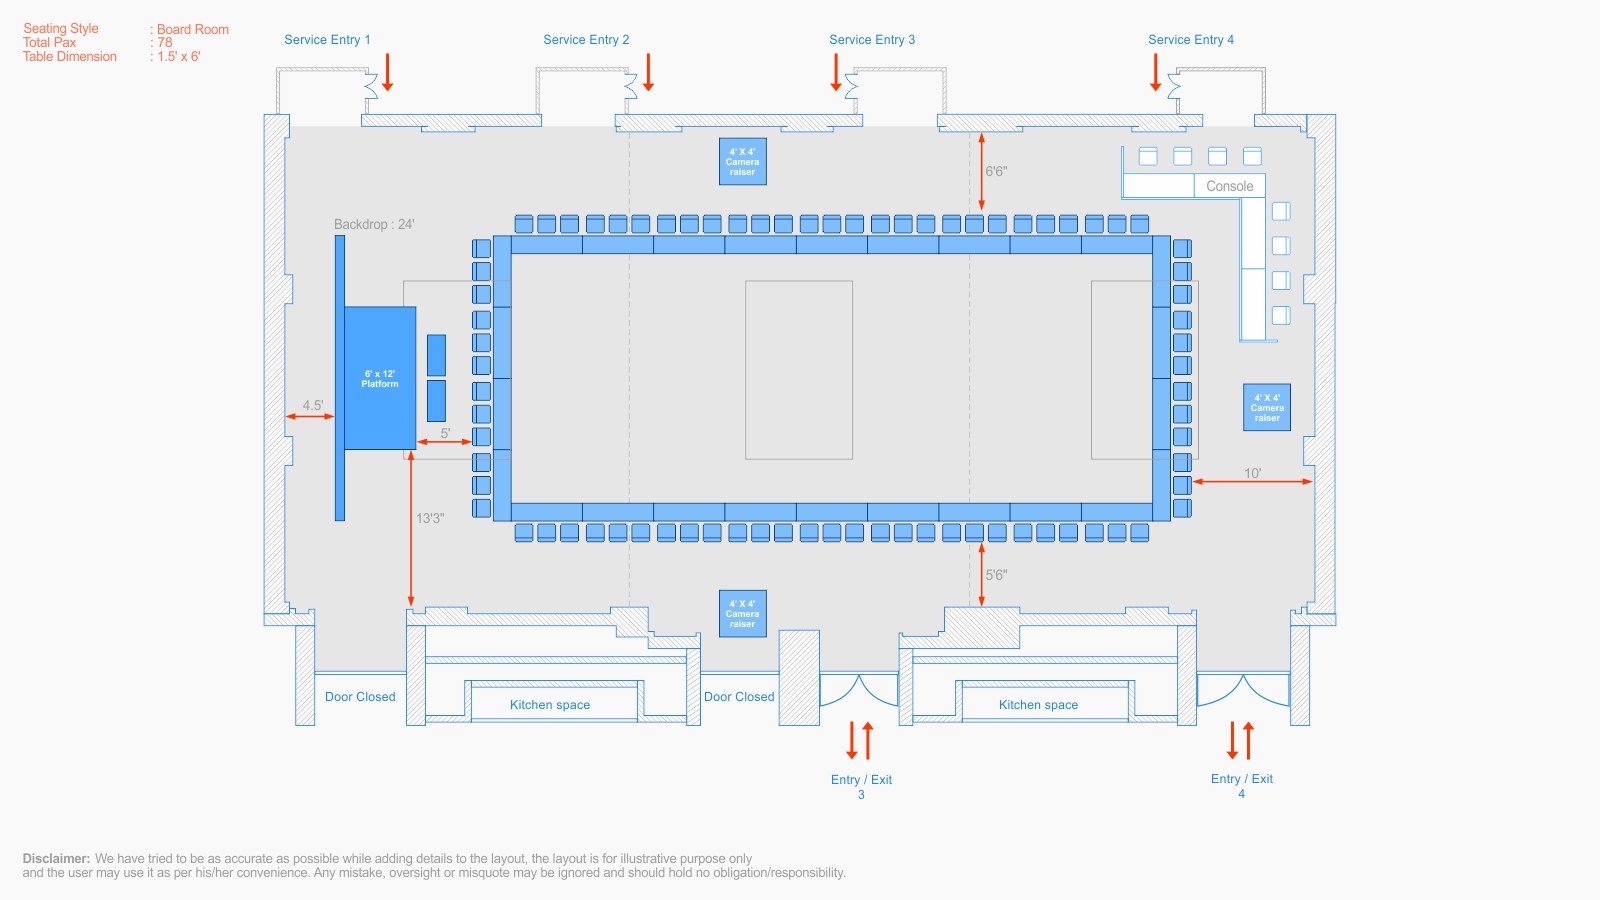 Seating Style : Board Room
Total Pax : 78
Table Dimension : 1.5' x 6'
Service Entry 1
Service Entry 2
Service Entry 3
Service Entry 4
4' X 4'
Camera
raiser
6'6"
Console
Backdrop : 24'
6' x 12'
Platform
4.5'
5'
4' X 4'
Camera
raiser
10'
13'3"
5'6"
4' X 4'
Camera
raiser
Door Closed
Kitchen space
Door Closed
Kitchen space
Entry / Exit
3
Entry / Exit
4
Disclaimer: We have tried to be as accurate as possible while adding details to the layout, the layout is for illustrative purpose only
and the user may use it as per his/her convenience. Any mistake, oversight or misquote may be ignored and should hold no obligation/responsibility.